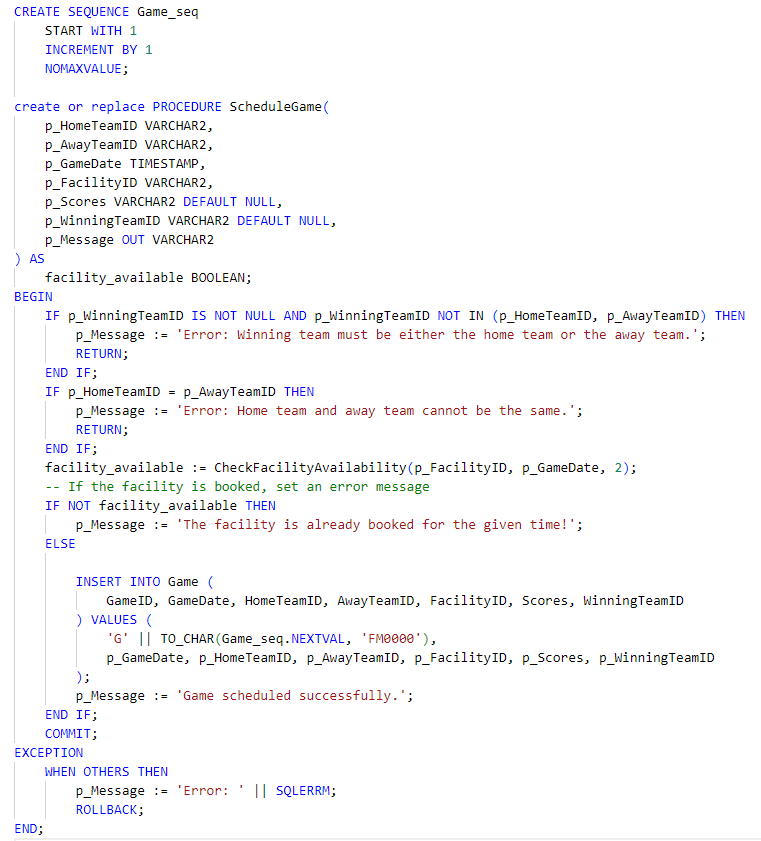 CREATE SEQUENCE Game_seq
    START WITH 1
    INCREMENT BY 1
    NOMAXVALUE;

create or replace PROCEDURE ScheduleGame(
    p_HomeTeamID VARCHAR2,
    p_AwayTeamID VARCHAR2,
    p_GameDate TIMESTAMP,
    p_FacilityID VARCHAR2,
    p_Scores VARCHAR2 DEFAULT NULL,
    p_WinningTeamID VARCHAR2 DEFAULT NULL,
    p_Message OUT VARCHAR2
) AS
    facility_available BOOLEAN;
BEGIN
    IF p_WinningTeamID IS NOT NULL AND p_WinningTeamID NOT IN (p_HomeTeamID, p_AwayTeamID) THEN
        p_Message := 'Error: Winning team must be either the home team or the away team.';
        RETURN;
    END IF;
    IF p_HomeTeamID = p_AwayTeamID THEN
        p_Message := 'Error: Home team and away team cannot be the same.';
        RETURN;
    END IF;
    facility_available := CheckFacilityAvailability(p_FacilityID, p_GameDate, 2);
    -- If the facility is booked, set an error message
    IF NOT facility_available THEN
        p_Message := 'The facility is already booked for the given time!';
    ELSE

        INSERT INTO Game (
            GameID, GameDate, HomeTeamID, AwayTeamID, FacilityID, Scores, WinningTeamID
        ) VALUES (
            'G' || TO_CHAR(Game_seq.NEXTVAL, 'FM0000'),
            p_GameDate, p_HomeTeamID, p_AwayTeamID, p_FacilityID, p_Scores, p_WinningTeamID
        );
        p_Message := 'Game scheduled successfully.';
    END IF;
    COMMIT;
EXCEPTION
    WHEN OTHERS THEN
        p_Message := 'Error: ' || SQLERRM;
        ROLLBACK;
END;